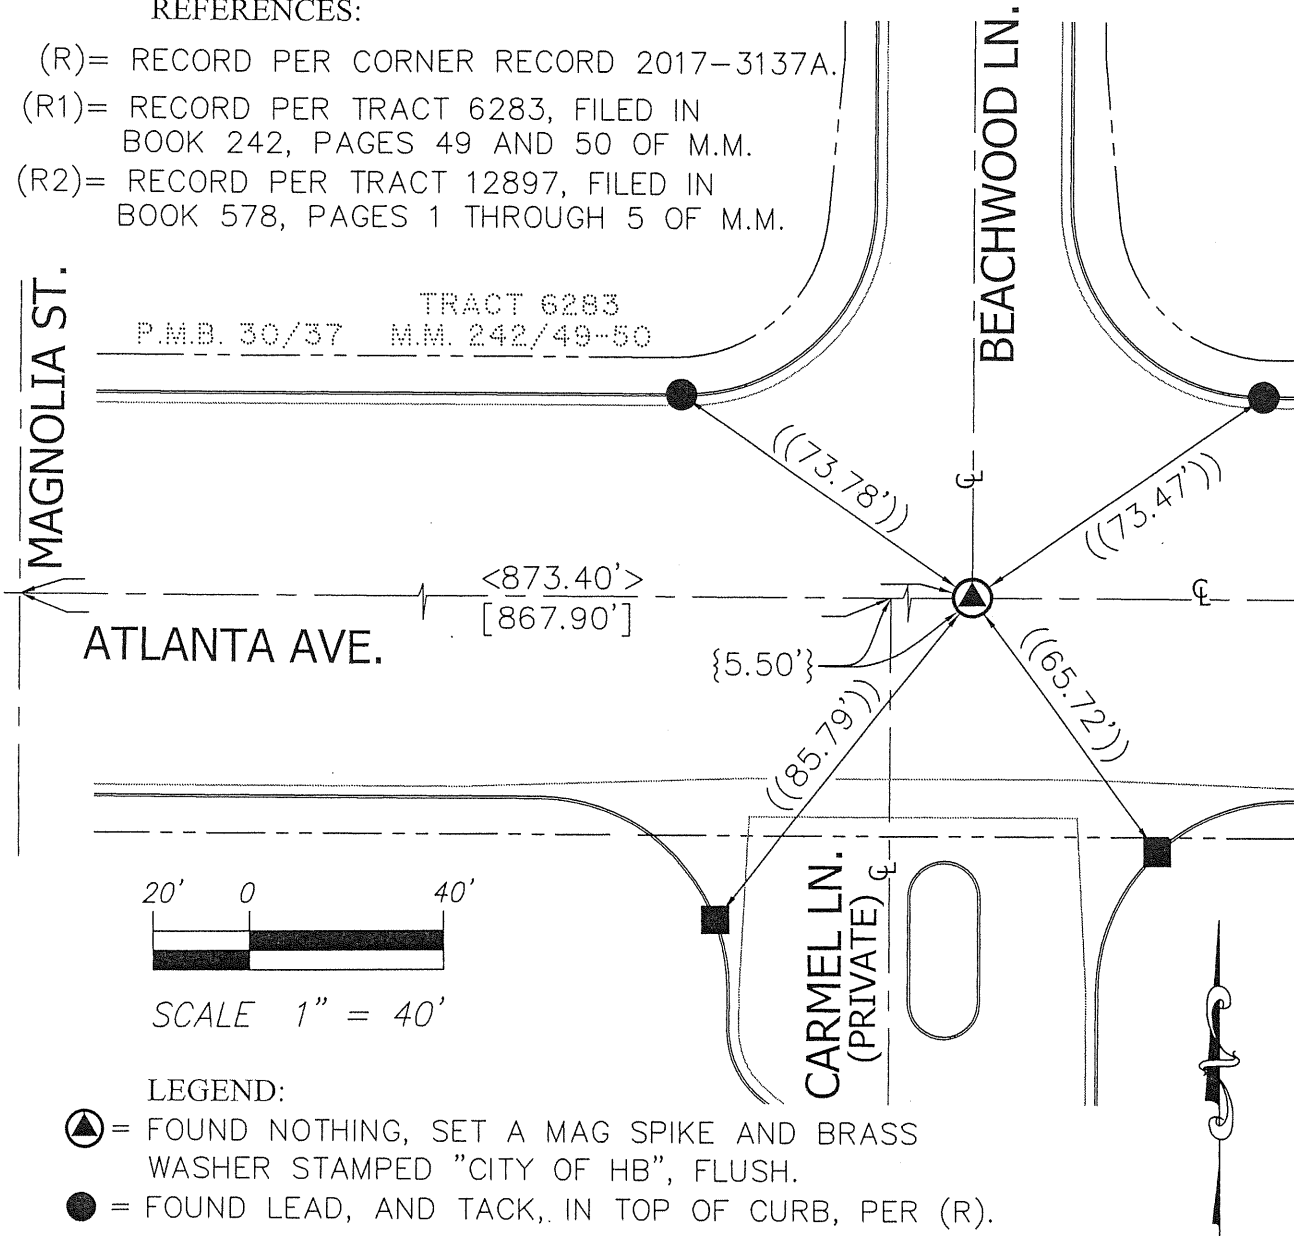 REFERENCES:
(R)= RECORD PER CORNER RECORD 2017-3137A.
(R1)= RECORD PER TRACT 6283, FILED IN
BOOK 242, PAGES 49 AND 50 OF M.M.
(R2)= RECORD PER TRACT 12897, FILED IN
BOOK 578, PAGES 1 THROUGH 5 OF M.M.
BEACHWOOD LN.
MAGNOLIA ST.
TRACT 6283
P.M.B. 30/37 M.M. 242/49-50
((73.78'))
((73.47'))
℄
<873.40'>
[867.90']
℄
ATLANTA AVE.
{5.50'}
((65.72'))
((85.79'))
℄
CARMEL LN.
(PRIVATE)
20' 0 40'
SCALE 1" = 40'
LEGEND:
= FOUND NOTHING, SET A MAG SPIKE AND BRASS
WASHER STAMPED "CITY OF HB", FLUSH.
= FOUND LEAD, AND TACK, IN TOP OF CURB, PER (R).